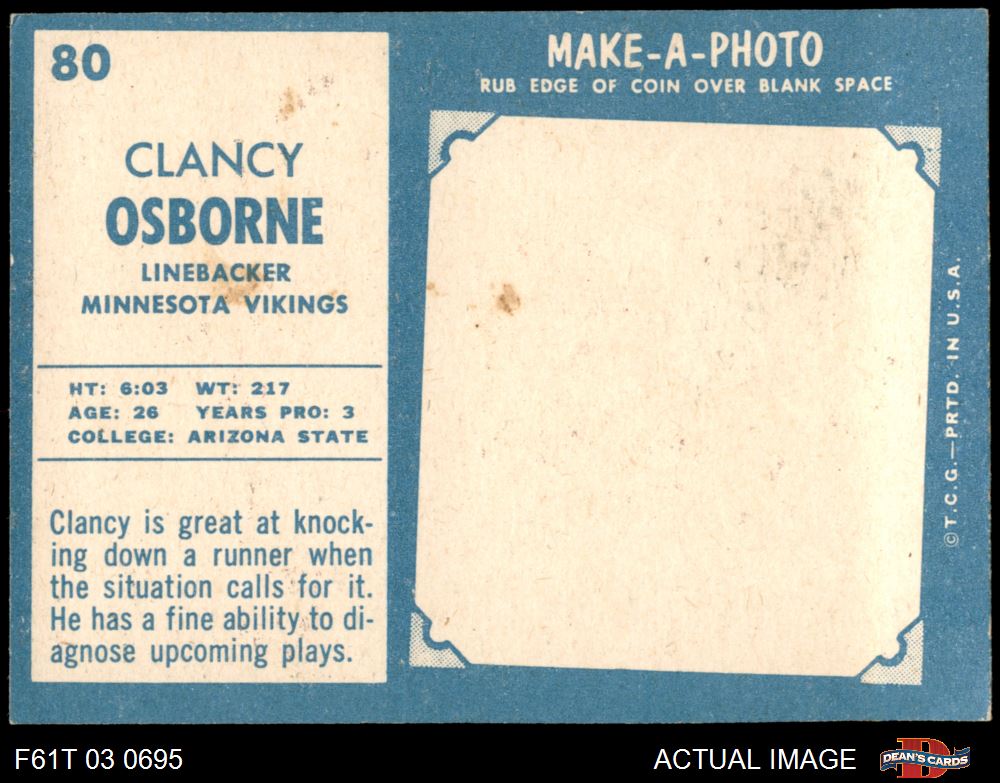 80
CLANCY
OSBORNE
LINEBACKER
MINNESOTA VIKINGS
HT: 6:03 WT: 217
AGE: 26 YEARS PRO: 3
COLLEGE: ARIZONA STATE
Clancy is great at knock-
ing down a runner when
the situation calls for it.
He has a fine ability to di-
agnose upcoming plays.
MAKE-A-PHOTO
RUB EDGE OF COIN OVER BLANK SPACE
©T.C.G.—PRTD. IN U.S.A.
F61T 03 0695
ACTUAL IMAGE
D
DEAN'S CARDS